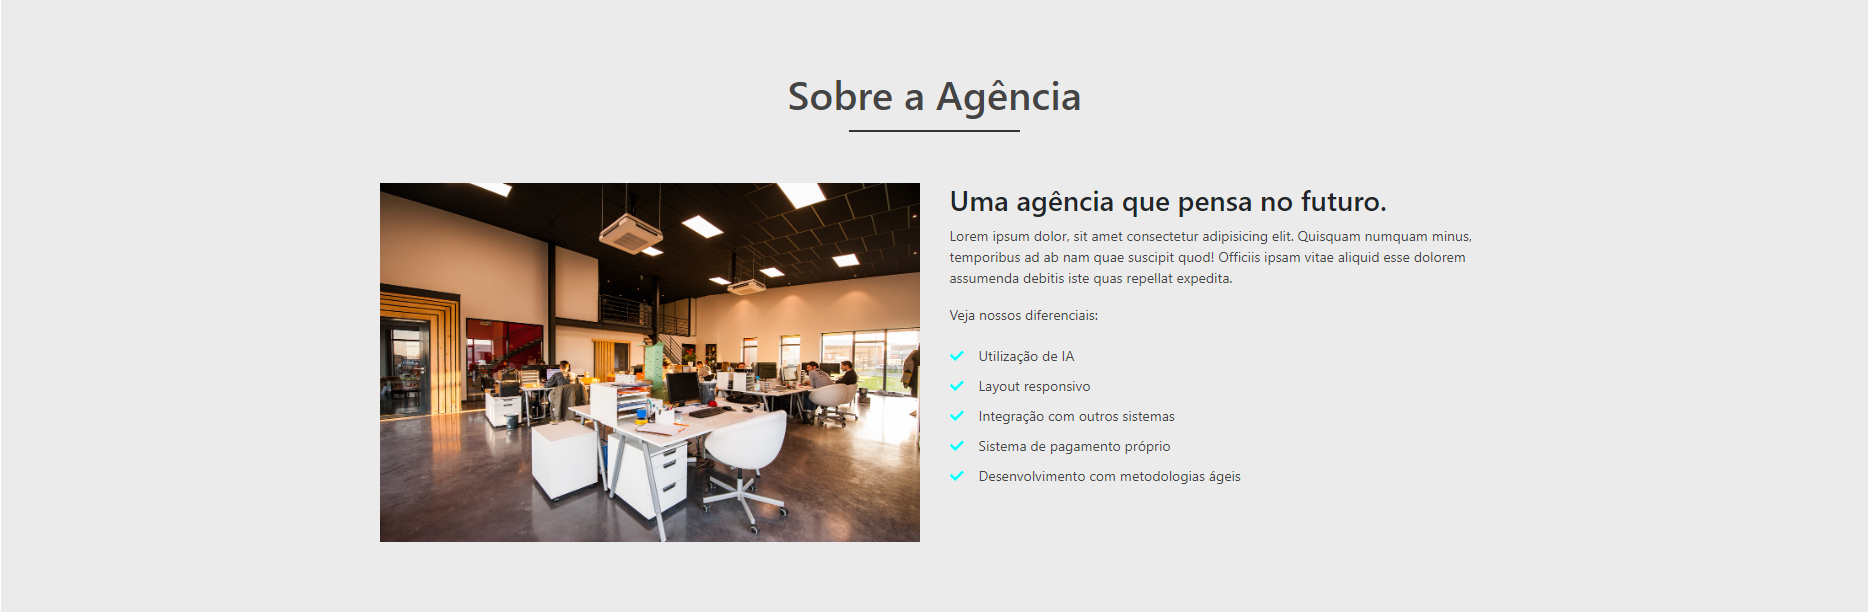 Sobre a Agência
Uma agência que pensa no futuro.
Lorem ipsum dolor, sit amet consectetur adipisicing elit. Quisquam numquam minus,
temporibus ad ab nam quae suscipit quod! Officiis ipsam vitae aliquid esse dolorem
assumenda debitis iste quas repellat expedita.
Veja nossos diferenciais:
Utilização de IA
Layout responsivo
Integração com outros sistemas
Sistema de pagamento próprio
Desenvolvimento com metodologias ágeis